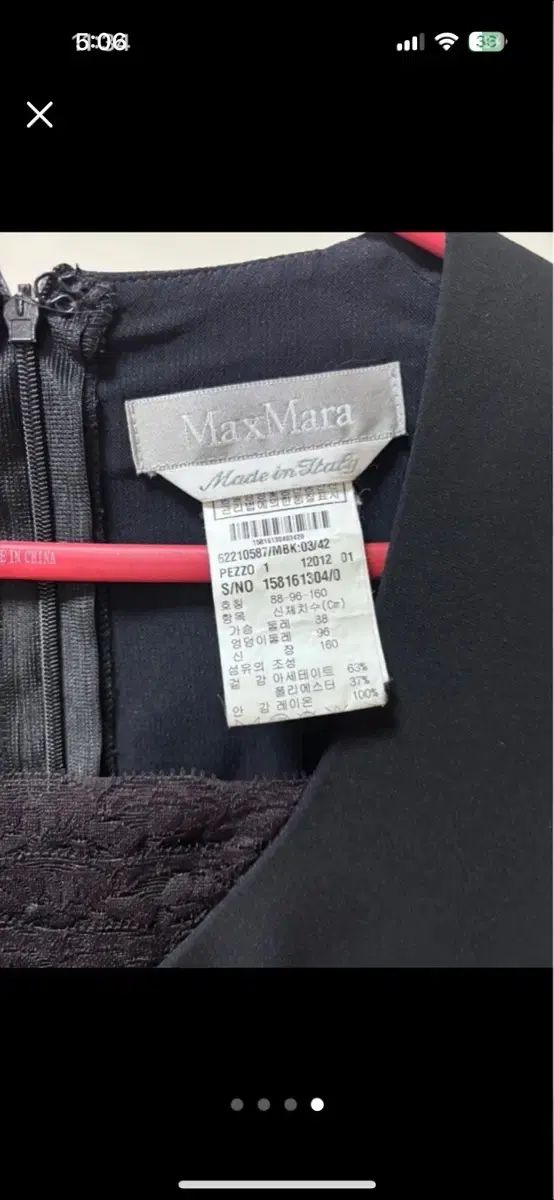 38
MaxMara
Made in Italy
E IN CHINA
62210587/MBK:03/42
PEZZO 1 12012 01
S/NO 158161304/0
호칭 88-96-160
항목 신체치수(Cm)
가슴 둘레 88
엉덩이둘레 96
신 장 160
섬유의 조성
겉 감 아세테이트 63%
폴리에스터 37%
안 감 레이온 100%